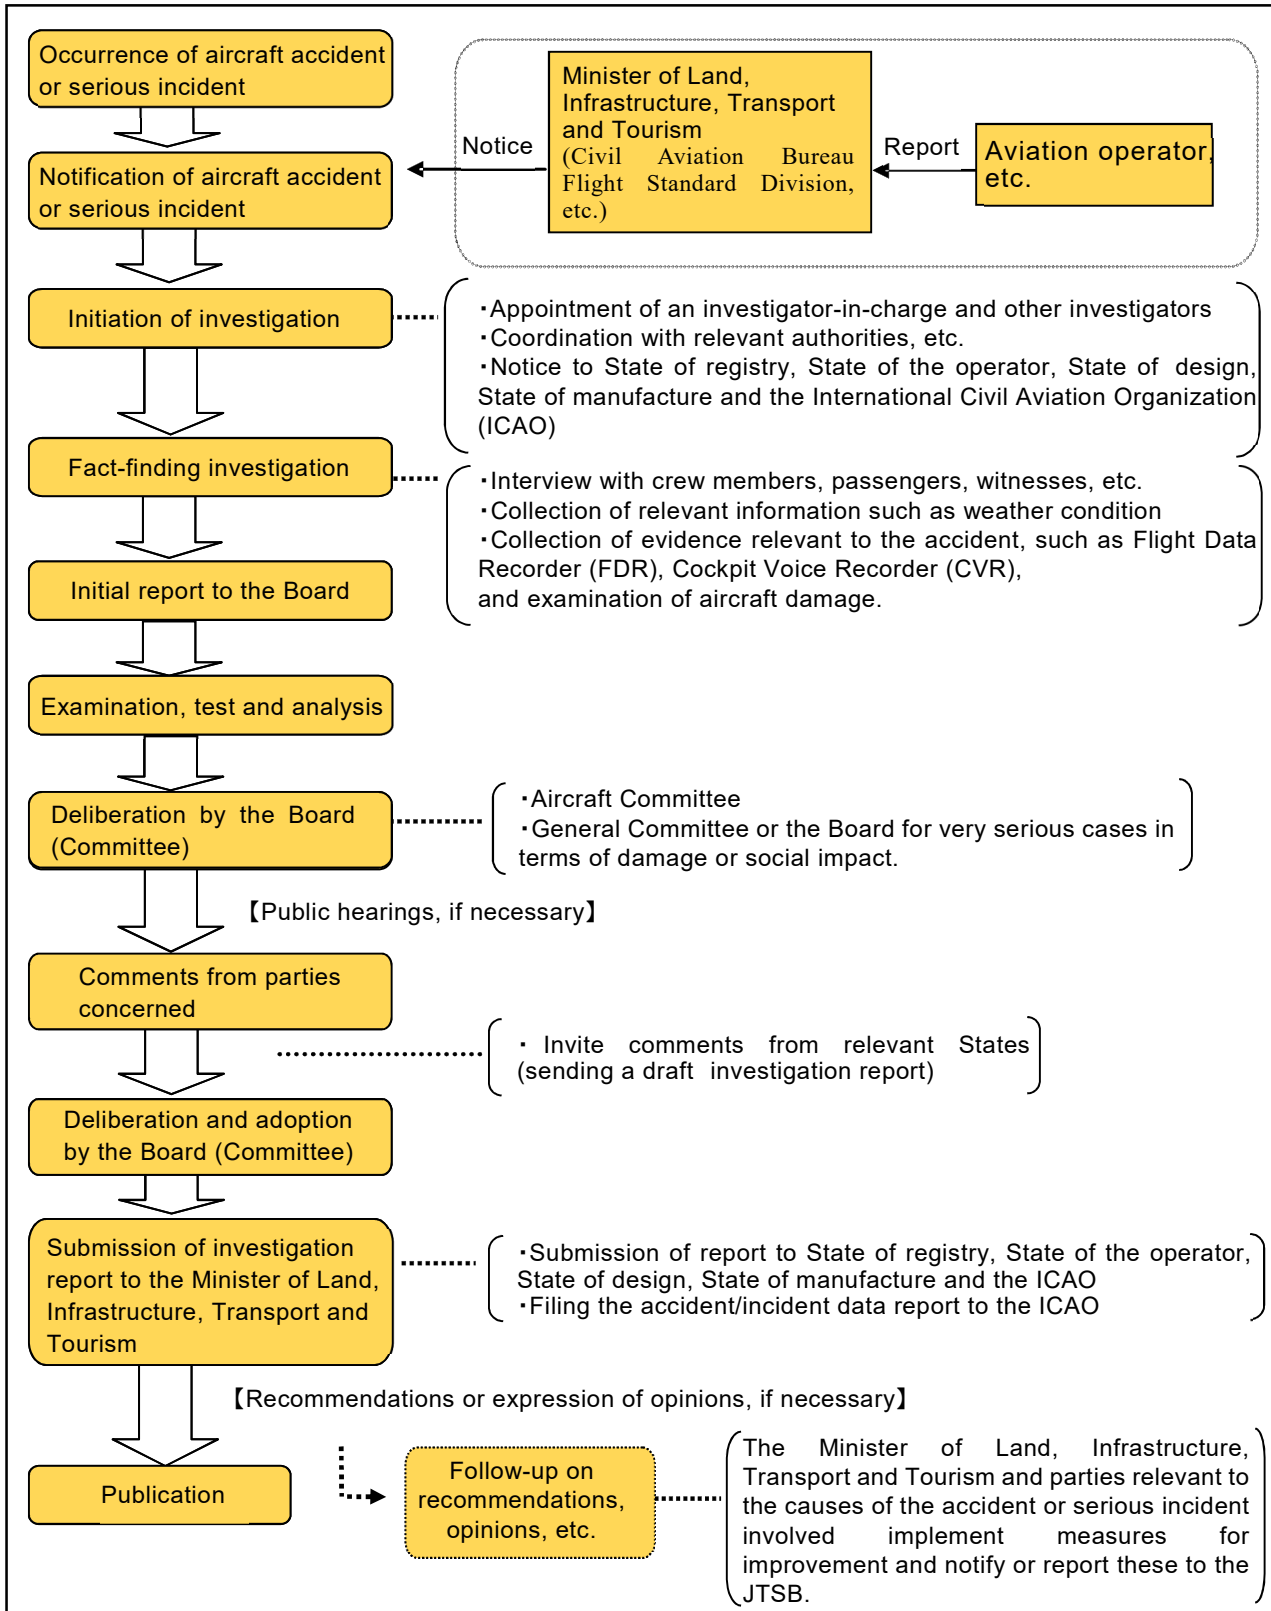 Occurrence of aircraft accident
or serious incident
Minister of Land,
Infrastructure, Transport
and Tourism
(Civil Aviation Bureau
Flight Standard Division,
etc.)
Notice
Report
Aviation operator,
etc.
Notification of aircraft accident
or serious incident
Initiation of investigation
・Appointment of an investigator-in-charge and other investigators
・Coordination with relevant authorities, etc.
・Notice to State of registry, State of the operator, State of design,
State of manufacture and the International Civil Aviation Organization
(ICAO)
Fact-finding investigation
・Interview with crew members, passengers, witnesses, etc.
・Collection of relevant information such as weather condition
・Collection of evidence relevant to the accident, such as Flight Data
Recorder (FDR), Cockpit Voice Recorder (CVR),
and examination of aircraft damage.
Initial report to the Board
Examination, test and analysis
Deliberation by the Board
(Committee)
・Aircraft Committee
・General Committee or the Board for very serious cases in
terms of damage or social impact.
【Public hearings, if necessary】
Comments from parties
concerned
・ Invite comments from relevant States
(sending a draft investigation report)
Deliberation and adoption
by the Board (Committee)
Submission of investigation
report to the Minister of Land,
Infrastructure, Transport and
Tourism
・Submission of report to State of registry, State of the operator,
State of design, State of manufacture and the ICAO
・Filing the accident/incident data report to the ICAO
【Recommendations or expression of opinions, if necessary】
Publication
Follow-up on
recommendations,
opinions, etc.
The Minister of Land, Infrastructure,
Transport and Tourism and parties relevant to
the causes of the accident or serious incident
involved implement measures for
improvement and notify or report these to the
JTSB.